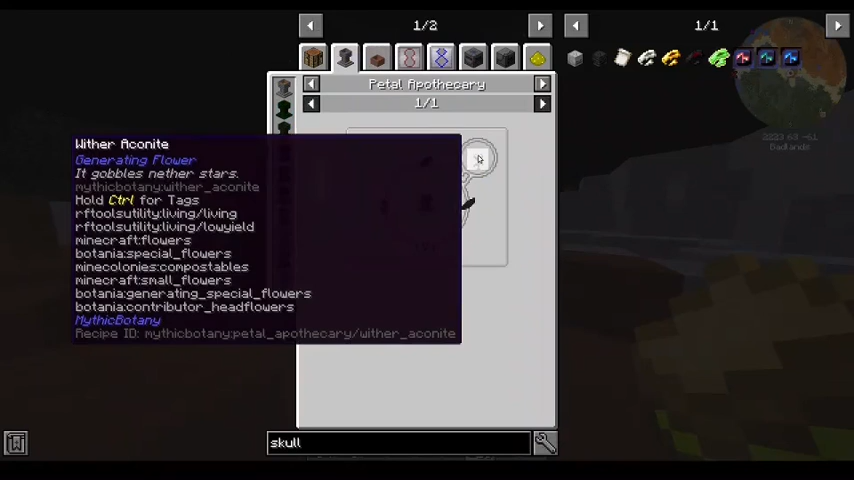 1/2
1/1
Petal Apothecary
1/1
Wither Aconite
Generating Flower
It gobbles nether stars.
mythicbotany:wither_aconite
Hold Ctrl for Tags
rftoolsutility:living/living
rftoolsutility:living/lowyield
minecraft:flowers
botania:special_flowers
minecolonies:compostables
minecraft:small_flowers
botania:generating_special_flowers
botania:contributor_headflowers
MythicBotany
Recipe ID: mythicbotany:petal_apothecary/wither_aconite
Badlands
skull